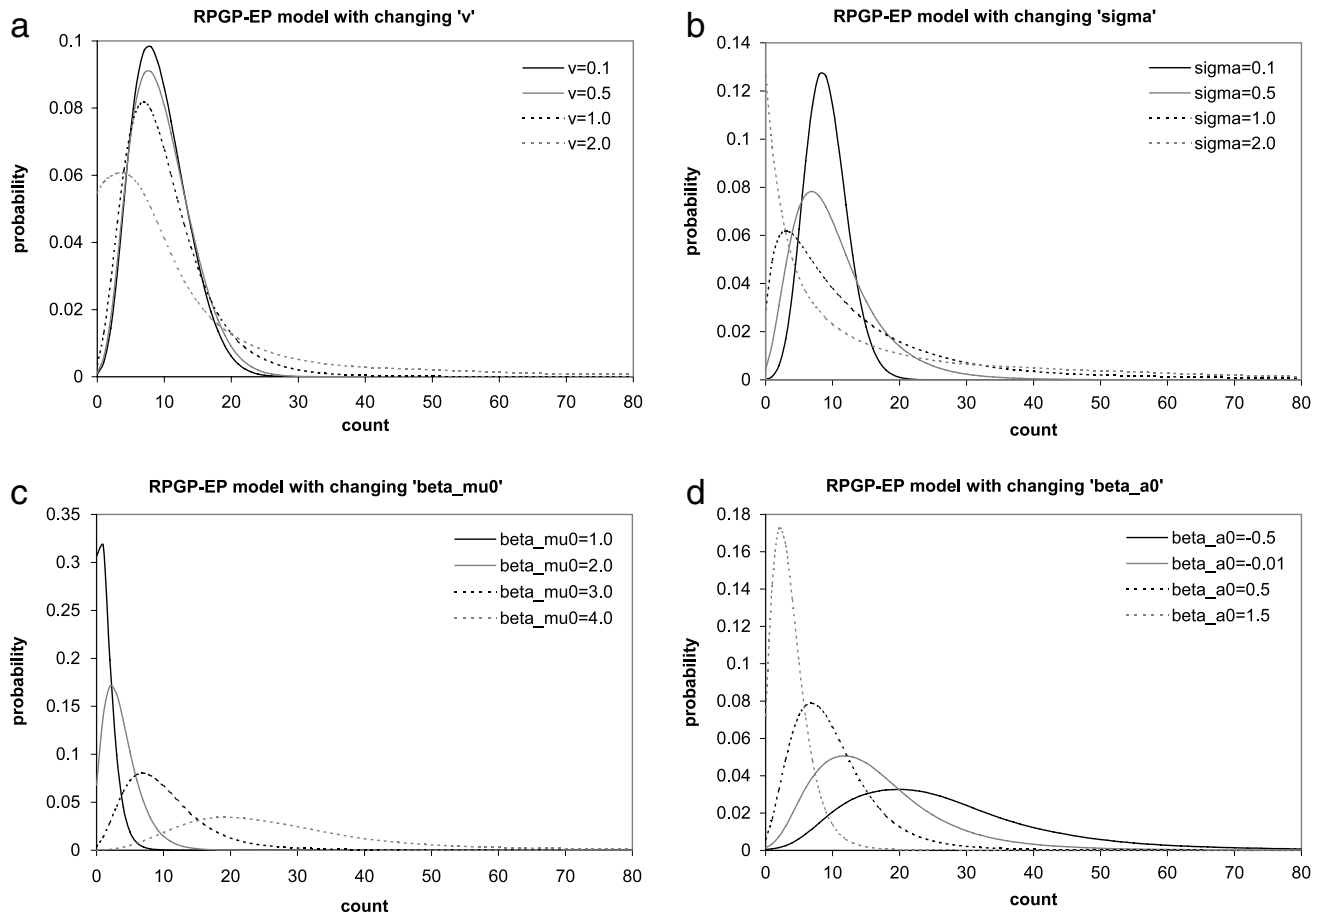 a
RPGP-EP model with changing 'v'
0.1
0.08
0.06
0.04
0.02
0
probability
v=0.1
v=0.5
v=1.0
v=2.0
0 10 20 30 40 50 60 70 80
count
b
RPGP-EP model with changing 'sigma'
0.14
0.12
0.1
0.08
0.06
0.04
0.02
0
probability
sigma=0.1
sigma=0.5
sigma=1.0
sigma=2.0
0 10 20 30 40 50 60 70 80
count
c
RPGP-EP model with changing 'beta_mu0'
0.35
0.3
0.25
0.2
0.15
0.1
0.05
0
probability
beta_mu0=1.0
beta_mu0=2.0
beta_mu0=3.0
beta_mu0=4.0
0 10 20 30 40 50 60 70 80
count
d
RPGP-EP model with changing 'beta_a0'
0.18
0.16
0.14
0.12
0.1
0.08
0.06
0.04
0.02
0
probability
beta_a0=-0.5
beta_a0=-0.01
beta_a0=0.5
beta_a0=1.5
0 10 20 30 40 50 60 70 80
count